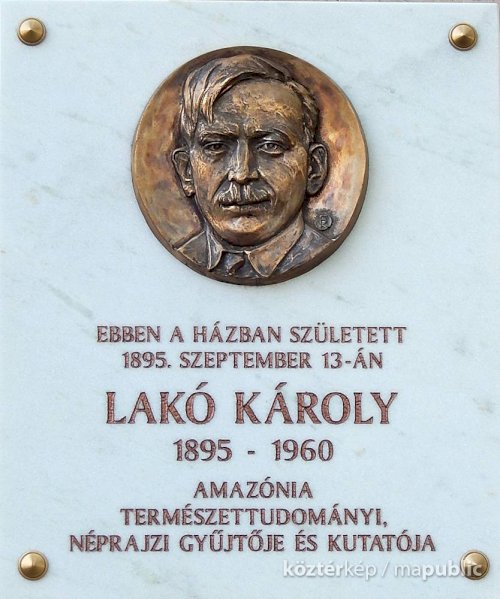 EBBEN A HÁZBAN SZÜLETETT
1895. SZEPTEMBER 13-ÁN
LAKÓ KÁROLY
1895 - 1960
AMAZÓNIA
TERMÉSZETTUDOMÁNYI,
NÉPRAJZI GYŰJTŐJE ÉS KUTATÓJA
köztérkép / mapublic